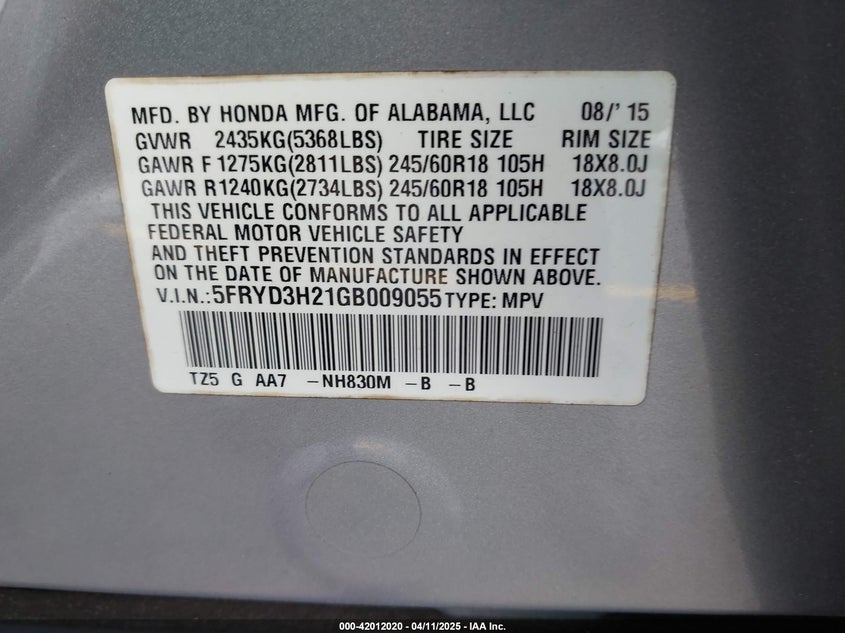 MFD. BY HONDA MFG. OF ALABAMA, LLC 08/'15
GVWR 2435KG(5368LBS) TIRE SIZE RIM SIZE
GAWR F 1275KG(2811LBS) 245/60R18 105H 18X8.0J
GAWR R1240KG(2734LBS) 245/60R18 105H 18X8.0J
THIS VEHICLE CONFORMS TO ALL APPLICABLE
FEDERAL MOTOR VEHICLE SAFETY
AND THEFT PREVENTION STANDARDS IN EFFECT
ON THE DATE OF MANUFACTURE SHOWN ABOVE.
V.I.N.:5FRYD3H21GB009055 TYPE: MPV
TZ5 G AA7 -NH830M -B -B
000-42012020 - 04/11/2025 - IAA Inc.